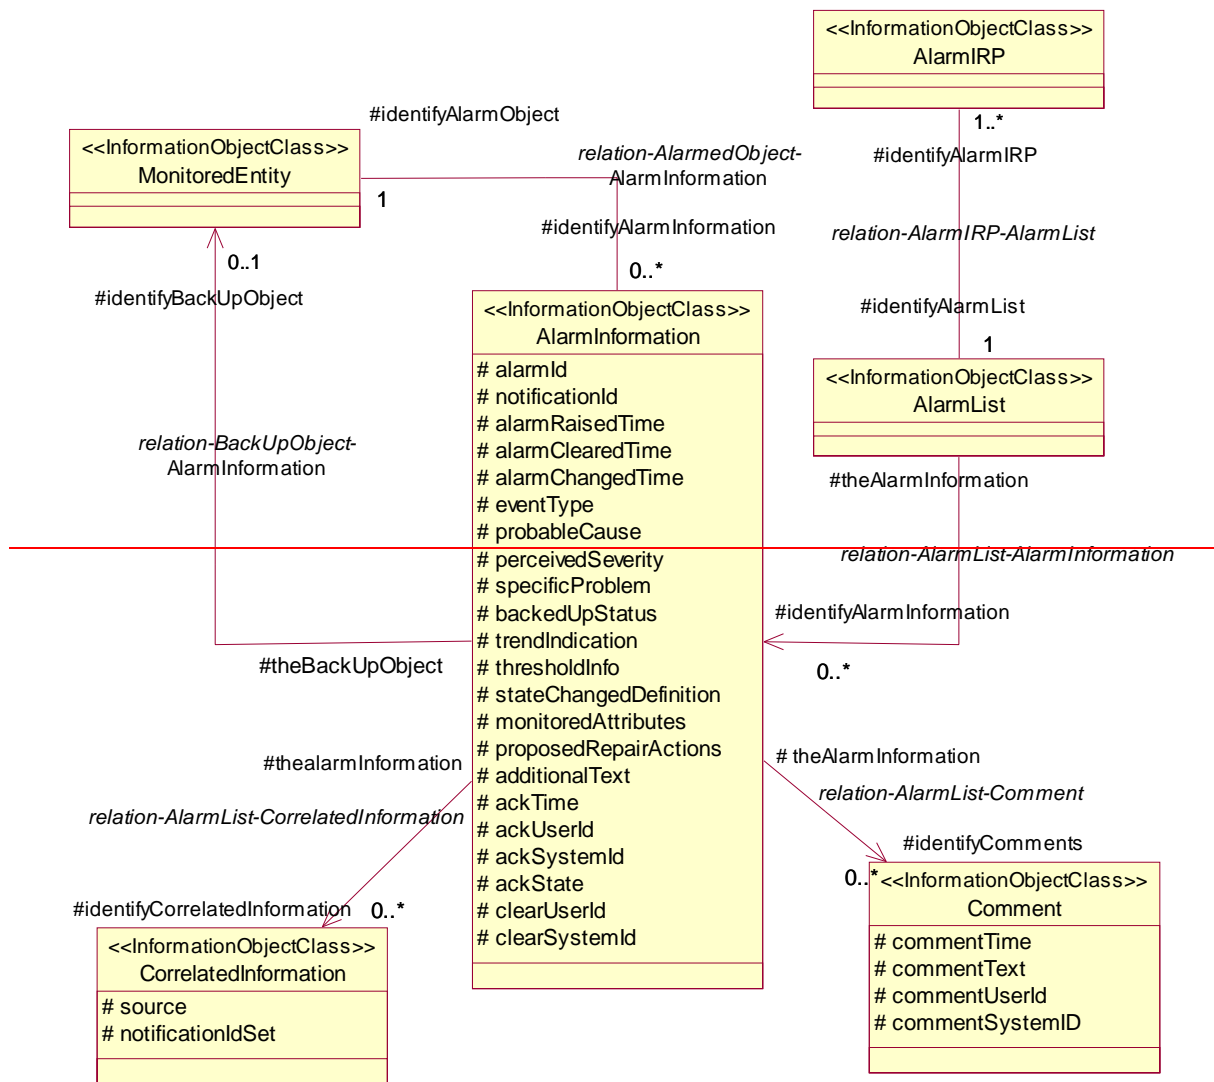 <<InformationObjectClass>>
AlarmIRP
1..*
#identifyAlarmIRP
relation-AlarmIRP-AlarmList
#identifyAlarmList
1
<<InformationObjectClass>>
AlarmList
#theAlarmInformation
relation-AlarmList-AlarmInformation
#identifyAlarmInformation
0..*
#identifyAlarmObject
<<InformationObjectClass>>
MonitoredEntity
1
relation-AlarmedObject-
AlarmInformation
#identifyAlarmInformation
0..*
0..1
#identifyBackUpObject
relation-BackUpObject-
AlarmInformation
#theBackUpObject
<<InformationObjectClass>>
AlarmInformation
# alarmId
# notificationId
# alarmRaisedTime
# alarmClearedTime
# alarmChangedTime
# eventType
# probableCause
# perceivedSeverity
# specificProblem
# backedUpStatus
# trendIndication
# thresholdInfo
# stateChangedDefinition
# monitoredAttributes
# proposedRepairActions
# additionalText
# ackTime
# ackUserId
# ackSystemId
# ackState
# clearUserId
# clearSystemId
#thealarmInformation
relation-AlarmList-CorrelatedInformation
#identifyCorrelatedInformation
0..*
<<InformationObjectClass>>
CorrelatedInformation
# source
# notificationIdSet
# theAlarmInformation
relation-AlarmList-Comment
#identifyComments
0..*
<<InformationObjectClass>>
Comment
# commentTime
# commentText
# commentUserId
# commentSystemID